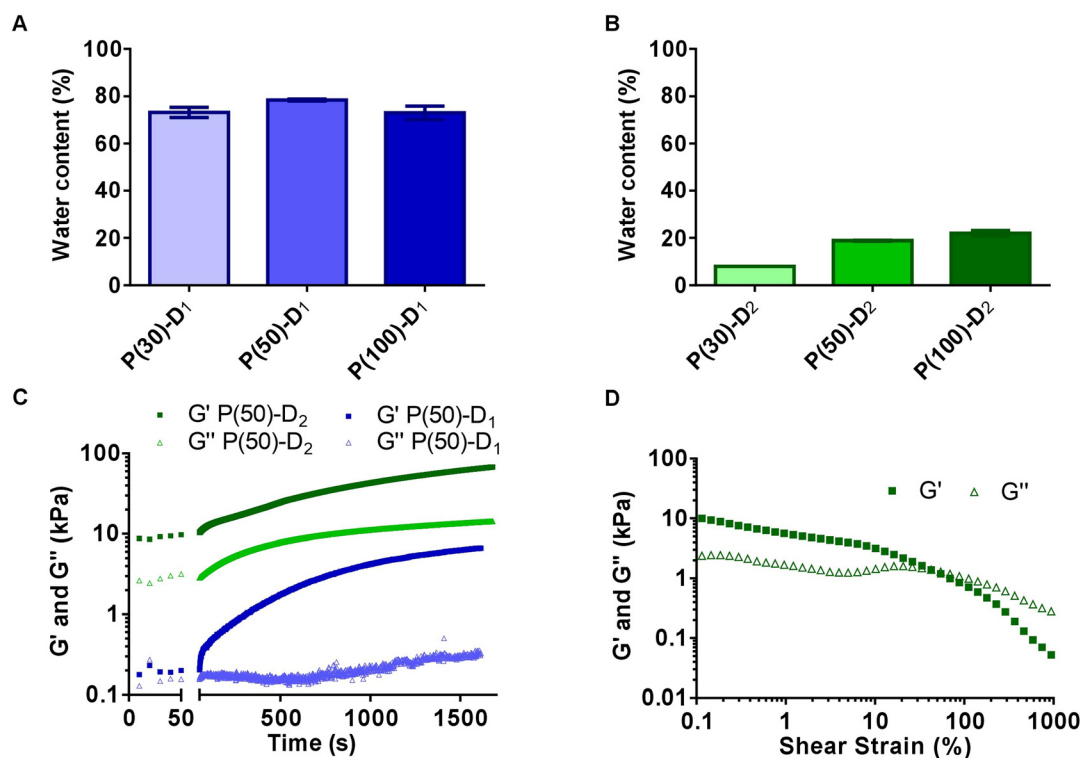 A
Water content (%)
100
80
60
40
20
0
P(30)-D1
P(50)-D1
P(100)-D1
B
Water content (%)
100
80
60
40
20
0
P(30)-D2
P(50)-D2
P(100)-D2
C
G' P(50)-D2
G'' P(50)-D2
G' P(50)-D1
G'' P(50)-D1
G' and G'' (kPa)
100
10
1
0.1
0 50 500 1000 1500
Time (s)
D
G' G''
G' and G'' (kPa)
100
10
1
0.1
0.01
0.1 1 10 100 1000
Shear Strain (%)